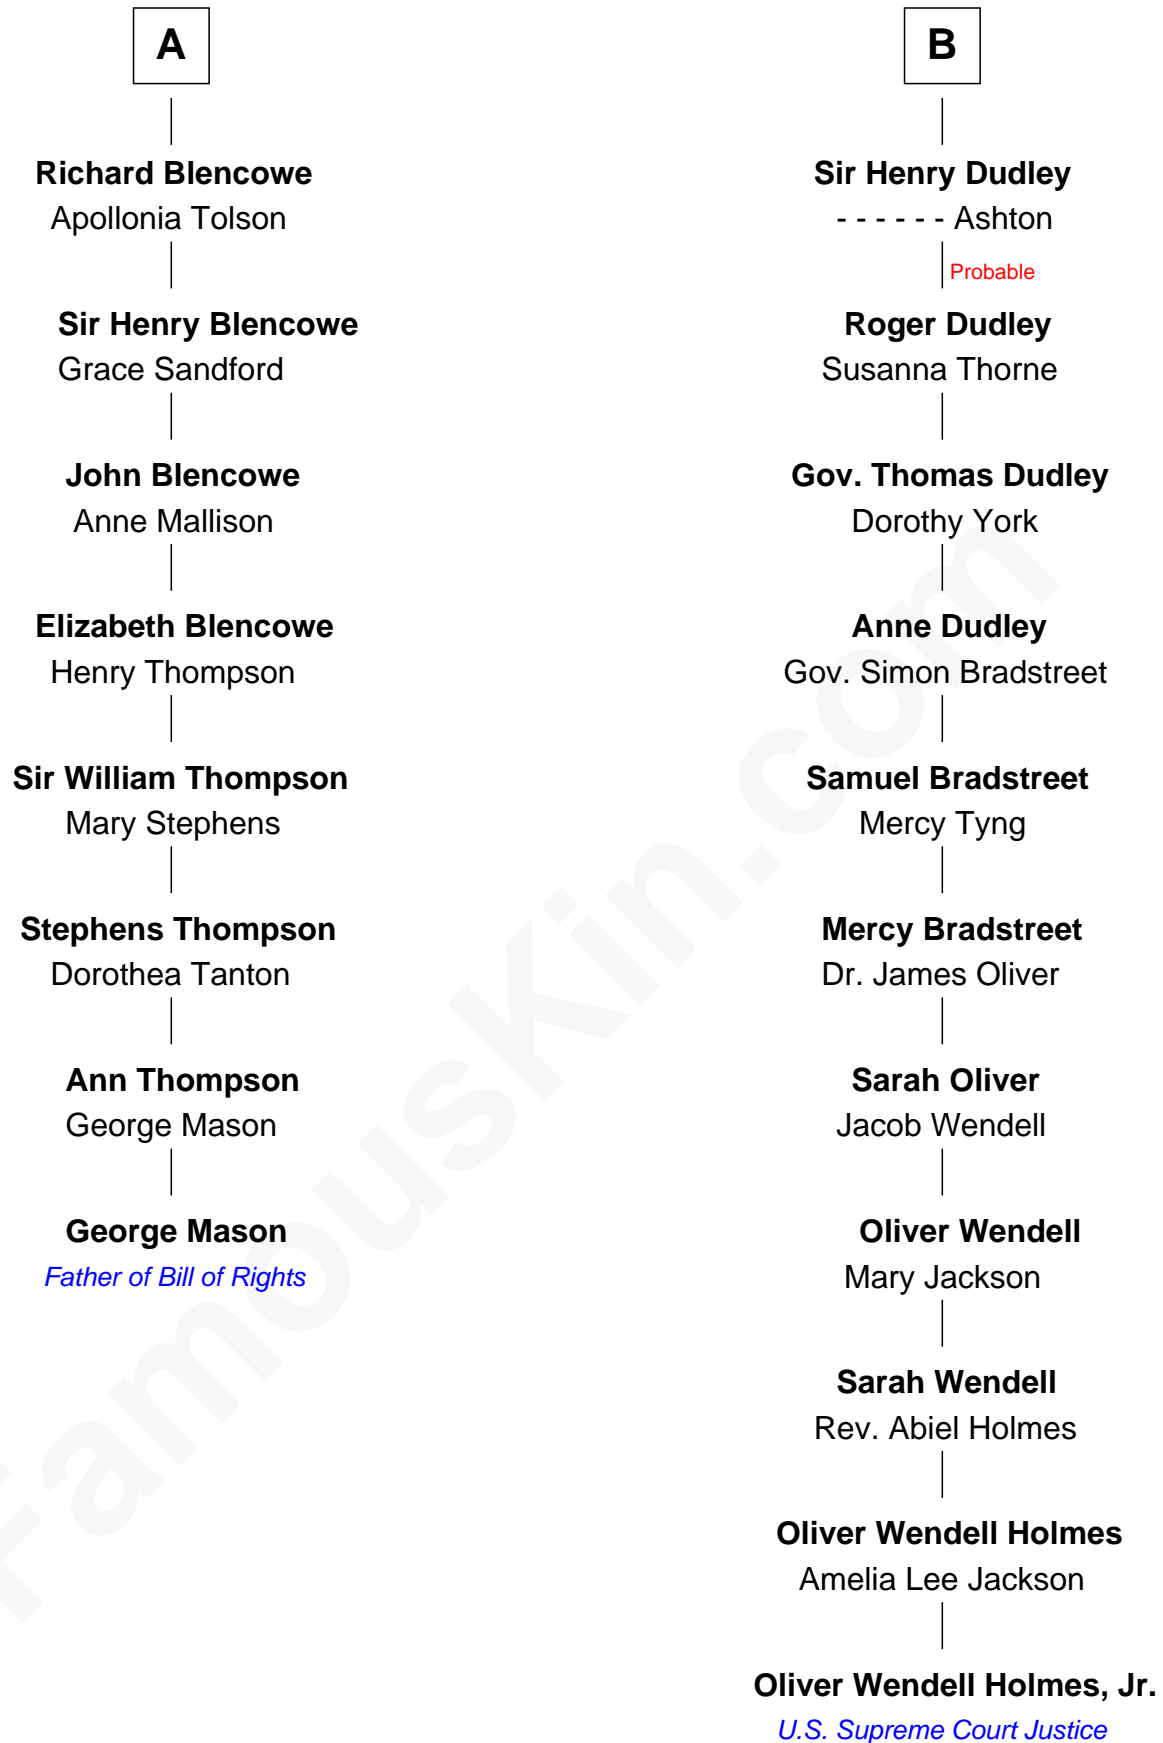 A
Richard Blencowe
Apollonia Tolson
Sir Henry Blencowe
Grace Sandford
John Blencowe
Anne Mallison
Elizabeth Blencowe
Henry Thompson
Sir William Thompson
Mary Stephens
Stephens Thompson
Dorothea Tanton
Ann Thompson
George Mason
George Mason
Father of Bill of Rights
B
Sir Henry Dudley
- - - - - - Ashton
Probable
Roger Dudley
Susanna Thorne
Gov. Thomas Dudley
Dorothy York
Anne Dudley
Gov. Simon Bradstreet
Samuel Bradstreet
Mercy Tyng
Mercy Bradstreet
Dr. James Oliver
Sarah Oliver
Jacob Wendell
Oliver Wendell
Mary Jackson
Sarah Wendell
Rev. Abiel Holmes
Oliver Wendell Holmes
Amelia Lee Jackson
Oliver Wendell Holmes, Jr.
U.S. Supreme Court Justice
FamousKin.com